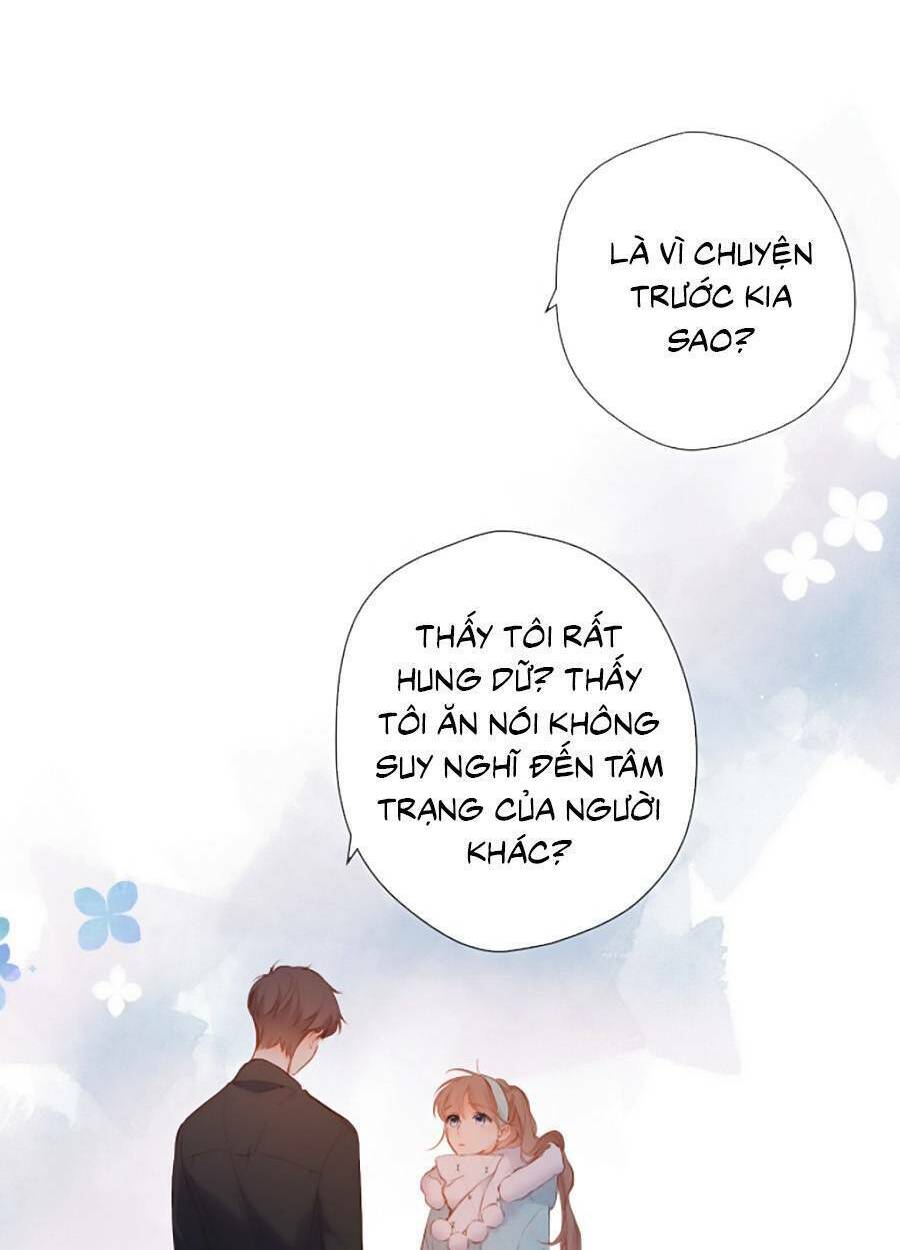 LÀ VÌ CHUYỆN
TRƯỚC KIA
SAO?
THẤY TÔI RẤT
HUNG DỮ? THẤY
TÔI ĂN NÓI KHÔNG
SUY NGHĨ ĐẾN TÂM
TRẠNG CỦA NGƯỜI
KHÁC?